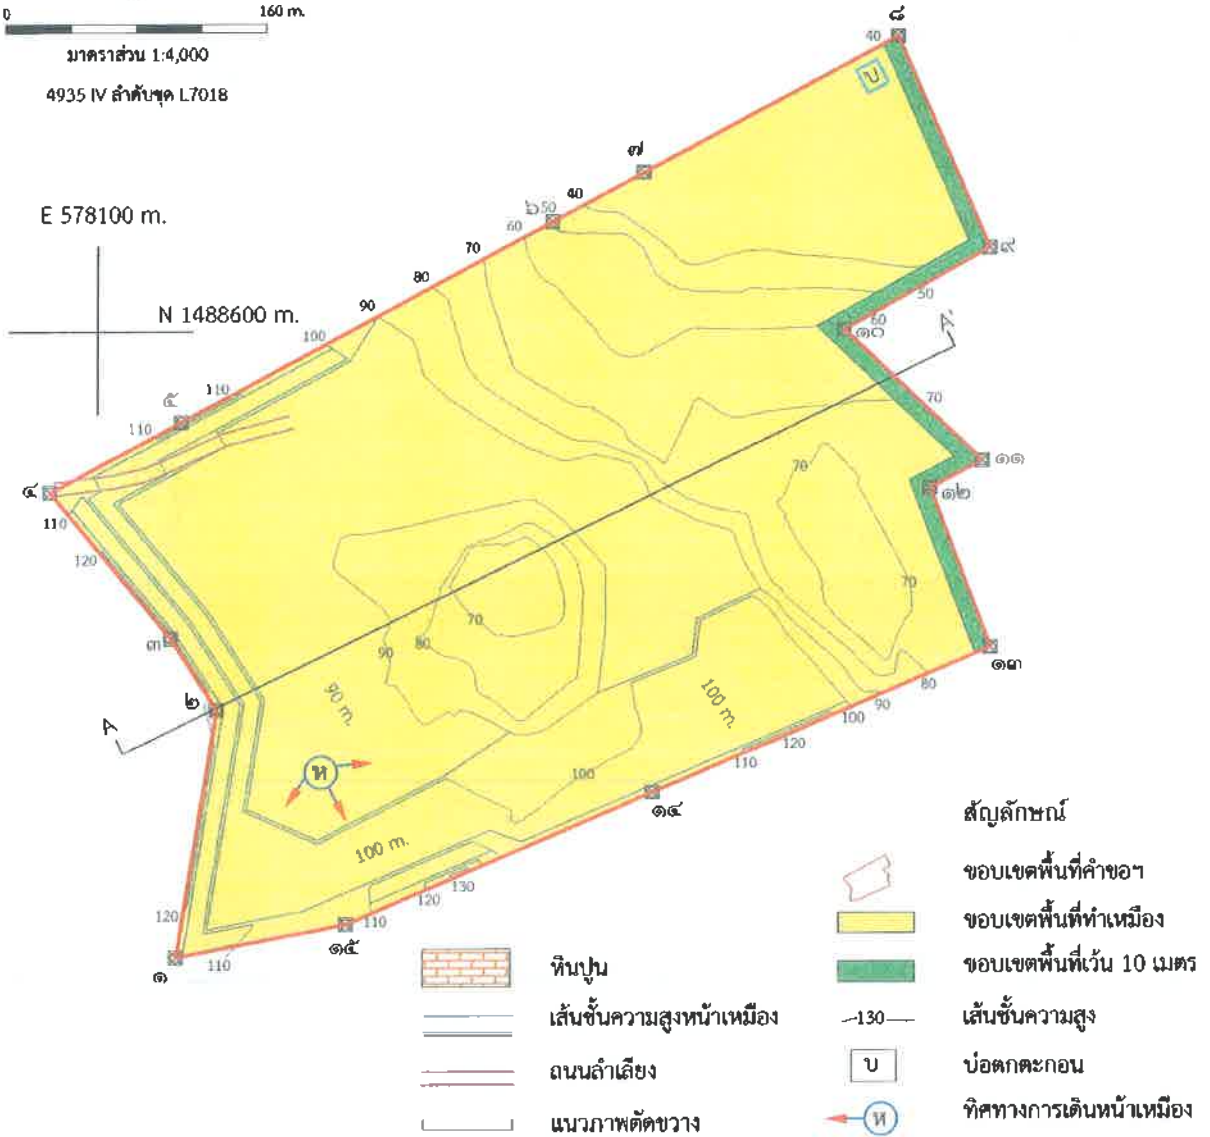 0 160 m.
มาตราส่วน 1:4,000
4935 IV ลำดับชุด L7018
E 578100 m.
N 1488600 m.
๘
40
บ
๗
40
๖
50
60
70
80
90
100
110
๕
110
๔
110
120
๓
๒
A
๙
50
60
๑๐
70
๑๑
๑๒
70
70
๑๓
80
90
100
120
110
๑๔
70
80
90
90 m.
100 m.
100
ห
100 m.
130
120
110
๑๕
120
๑
110
สัญลักษณ์
ขอบเขตพื้นที่คำขอฯ
ขอบเขตพื้นที่ทำเหมือง
ขอบเขตพื้นที่เว้น 10 เมตร
130 เส้นชั้นความสูง
บ บ่อตกตะกอน
ห ทิศทางการเดินหน้าเหมือง
หินปูน
เส้นชั้นความสูงหน้าเหมือง
ถนนลำเลียง
แนวภาพตัดขวาง